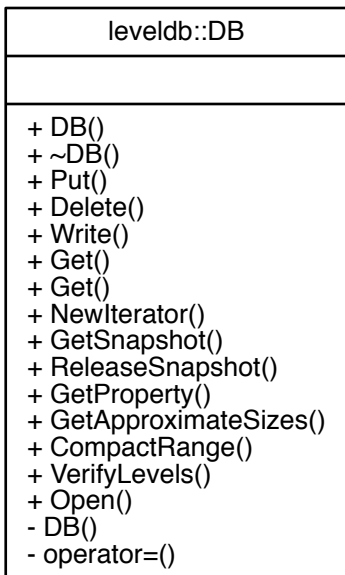 leveldb::DB
+ DB()
+ ~DB()
+ Put()
+ Delete()
+ Write()
+ Get()
+ Get()
+ NewIterator()
+ GetSnapshot()
+ ReleaseSnapshot()
+ GetProperty()
+ GetApproximateSizes()
+ CompactRange()
+ VerifyLevels()
+ Open()
- DB()
- operator=()